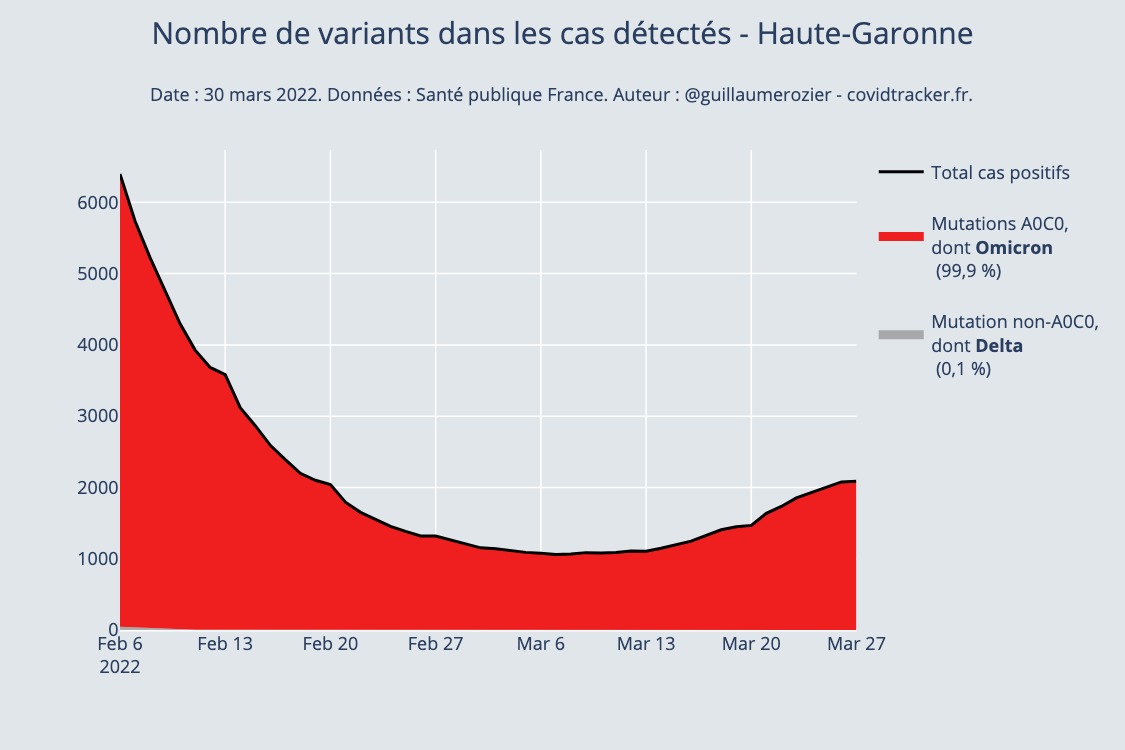 Nombre de variants dans les cas détectés - Haute-Garonne
Date : 30 mars 2022. Données : Santé publique France. Auteur : @guillaumerozier - covidtracker.fr.
Total cas positifs
Mutations A0C0,
dont Omicron
(99,9 %)
Mutation non-A0C0,
dont Delta
(0,1 %)
6000
5000
4000
3000
2000
1000
0
Feb 6 Feb 13 Feb 20 Feb 27 Mar 6 Mar 13 Mar 20 Mar 27
2022